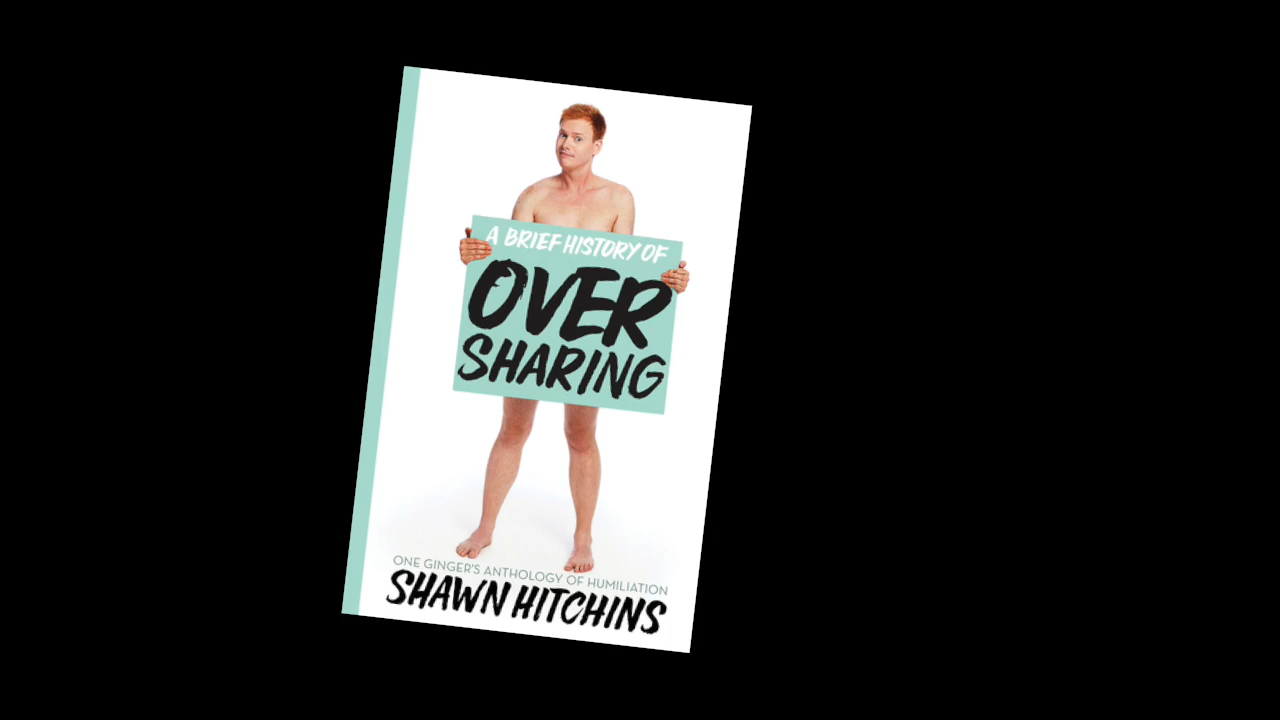 A BRIEF HISTORY OF
OVER
SHARING
ONE GINGER'S ANTHOLOGY OF HUMILIATION
SHAWN HITCHINS